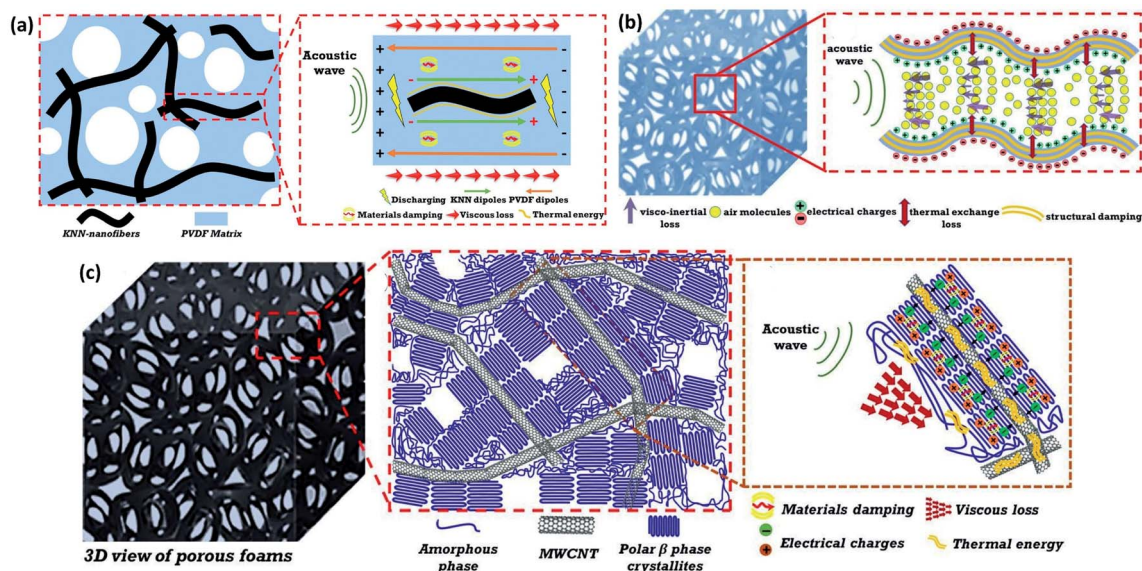 (a)
Acoustic
wave
Discharging KNN dipoles PVDF dipoles
Materials damping Viscous loss Thermal energy
KNN-nanofibers PVDF Matrix
(b)
acoustic
wave
visco-inertial
loss
air molecules
electrical charges
thermal exchange
loss
structural damping
(c)
3D view of porous foams
Amorphous
phase
MWCNT
Polar β phase
crystallites
Acoustic
wave
Materials damping
Viscous loss
Electrical charges
Thermal energy